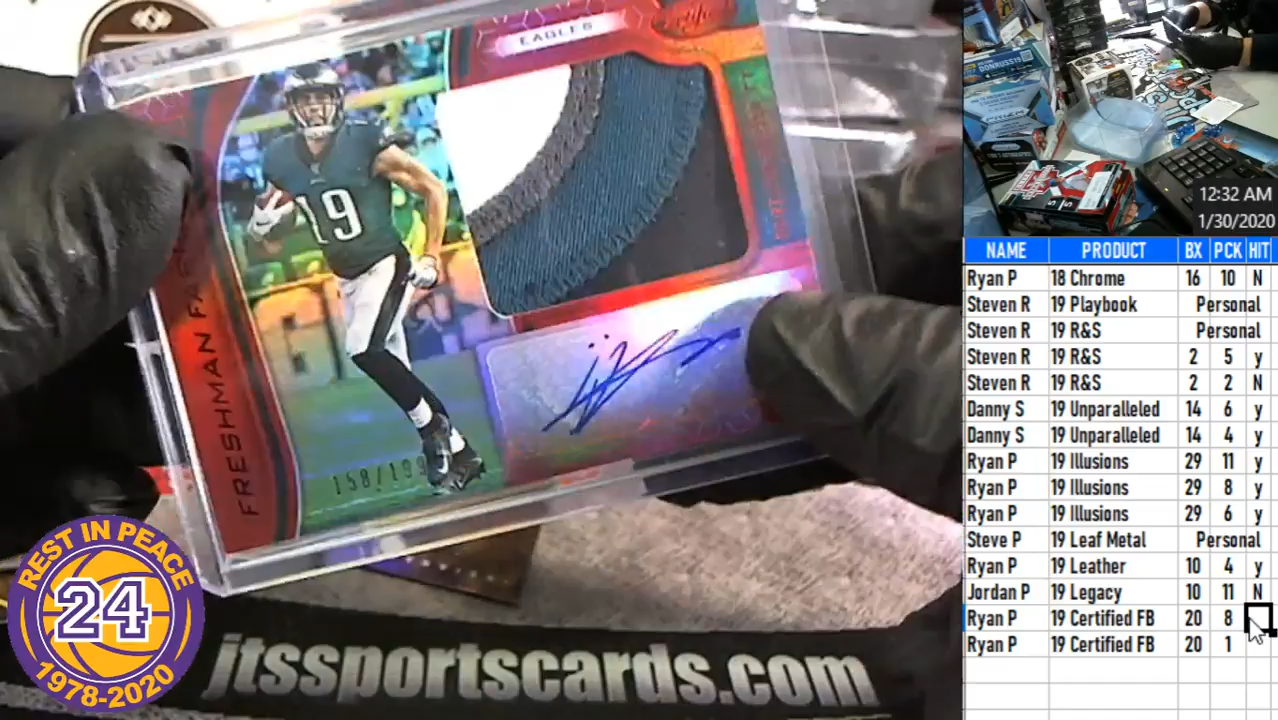 EAGLES
FRESHMAN
19
158/199
REST IN PEACE
24
1978-2020
jtssportscards.com
DONRUSS19
12:32 AM
1/30/2020
NAME PRODUCT BX PCK HIT
Ryan P 18 Chrome 16 10 N
Steven R 19 Playbook Personal
Steven R 19 R&S Personal
Steven R 19 R&S 2 5 y
Steven R 19 R&S 2 2 N
Danny S 19 Unparalleled 14 6 y
Danny S 19 Unparalleled 14 4 y
Ryan P 19 Illusions 29 11 y
Ryan P 19 Illusions 29 8 y
Ryan P 19 Illusions 29 6 y
Steve P 19 Leaf Metal Personal
Ryan P 19 Leather 10 4 y
Jordan P 19 Legacy 10 11 N
Ryan P 19 Certified FB 20 8
Ryan P 19 Certified FB 20 1